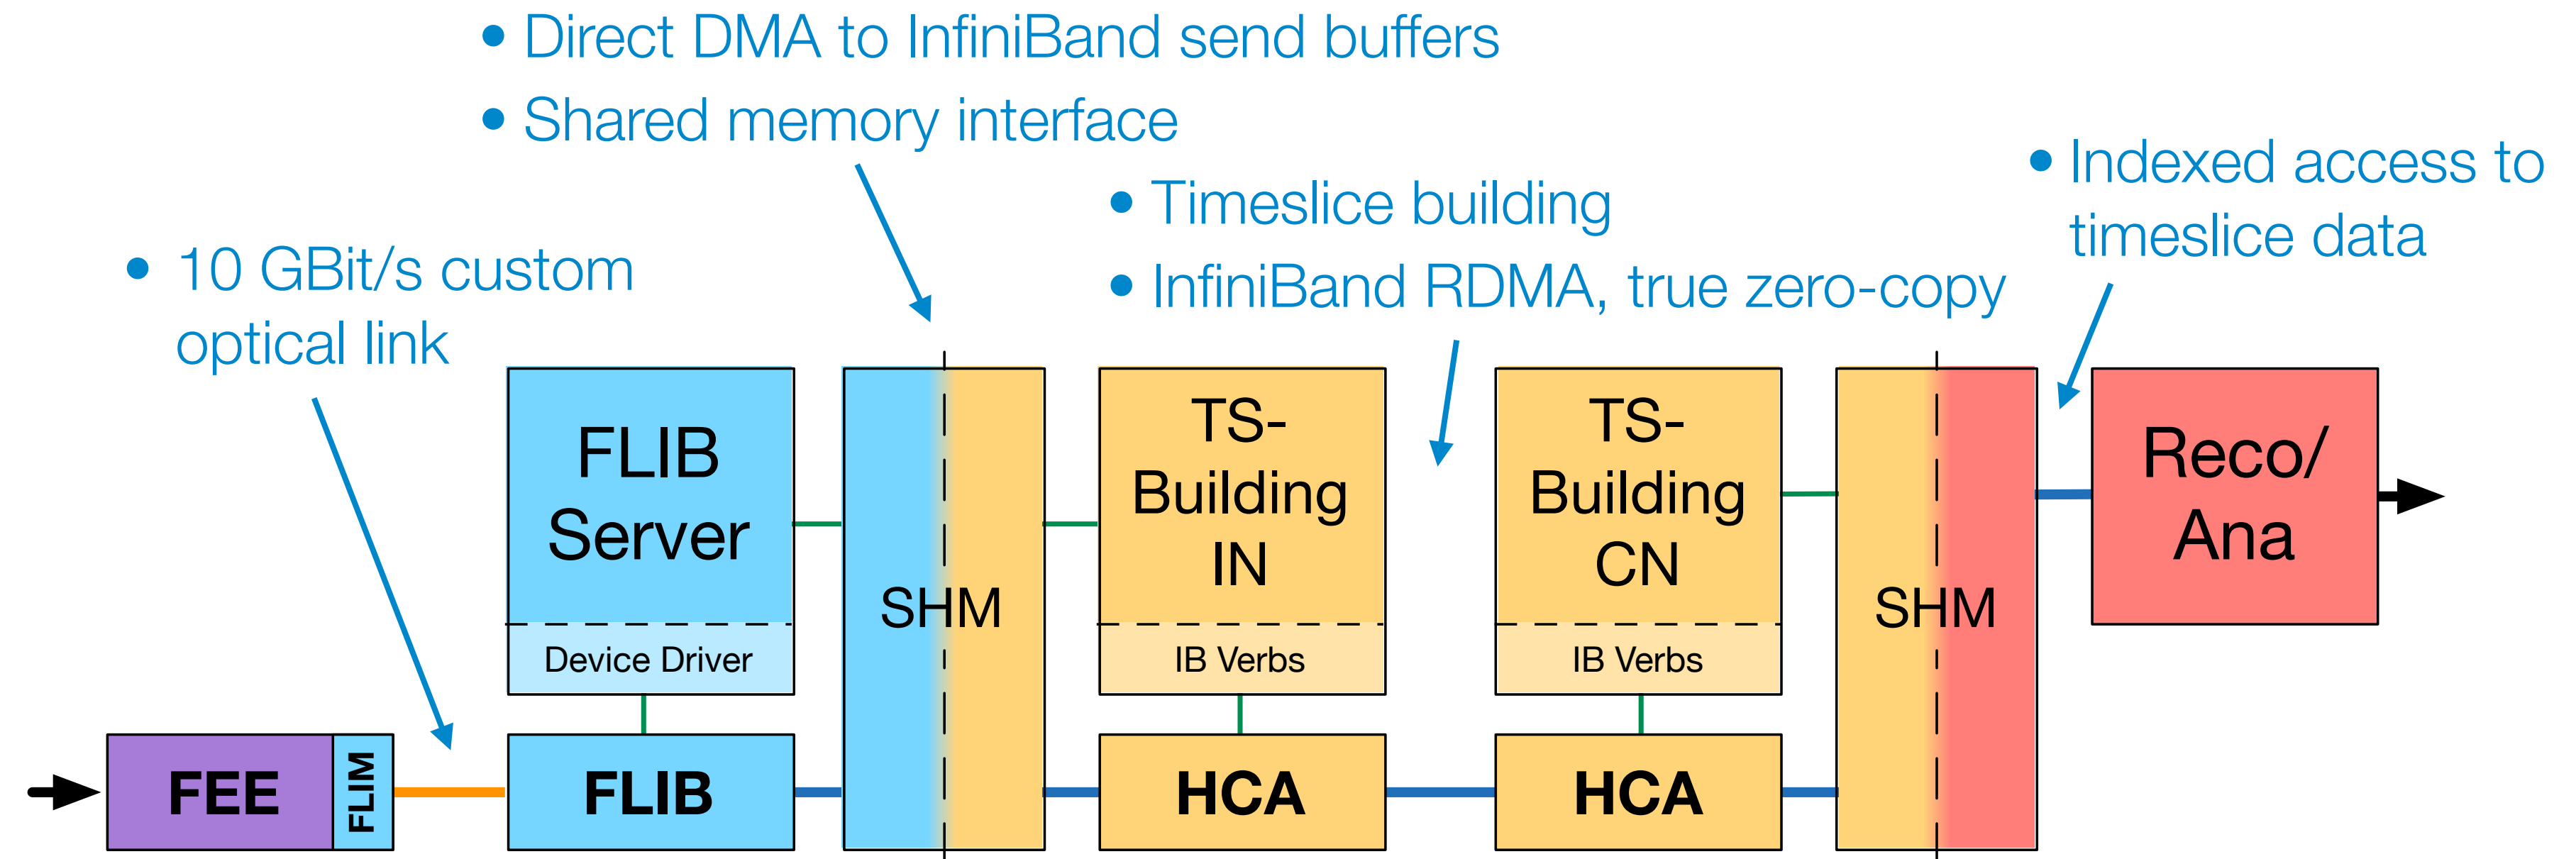 • Direct DMA to InfiniBand send buffers
• Shared memory interface
• Indexed access to
timeslice data
• Timeslice building
• InfiniBand RDMA, true zero-copy
• 10 GBit/s custom
optical link
FLIB
Server
Device Driver
SHM
TS-
Building
IN
IB Verbs
TS-
Building
CN
IB Verbs
SHM
Reco/
Ana
FEE
FLIM
FLIB
HCA
HCA